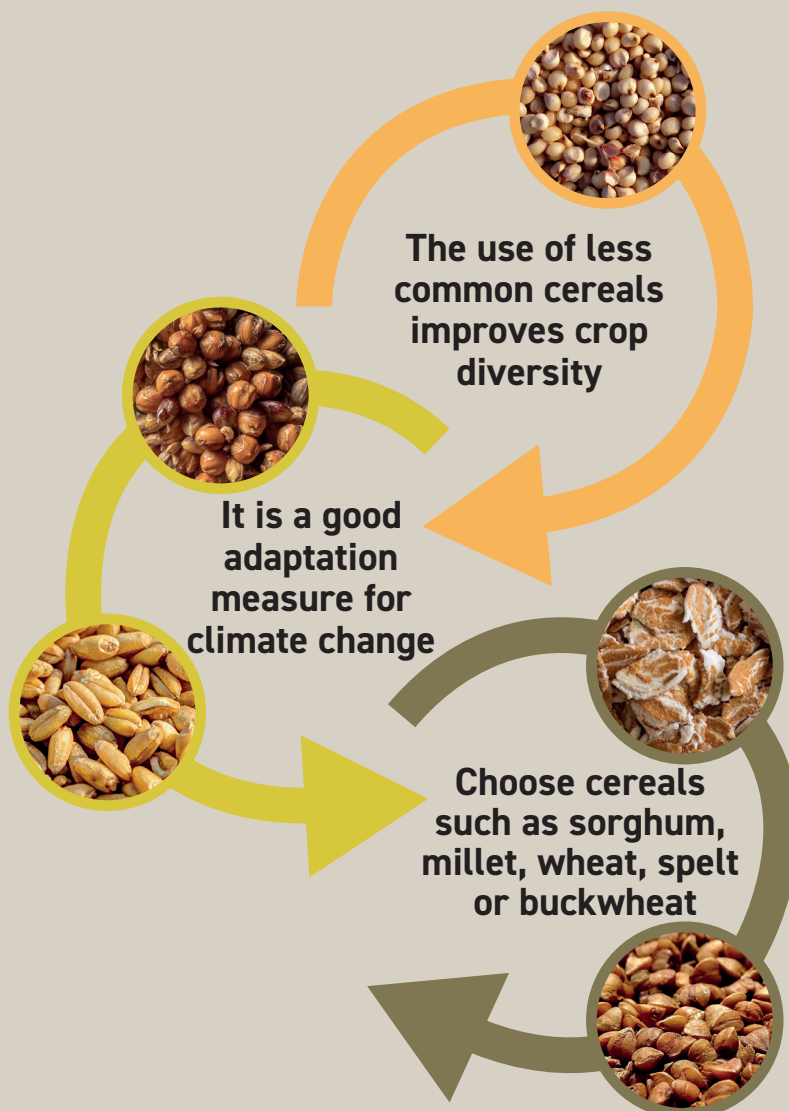 The use of less
common cereals
improves crop
diversity
It is a good
adaptation
measure for
climate change
Choose cereals
such as sorghum,
millet, wheat, spelt
or buckwheat